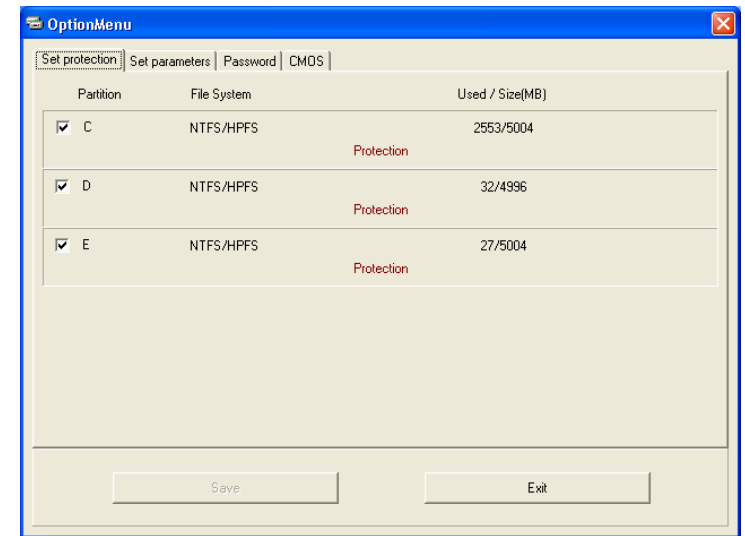 OptionMenu
Set protection Set parameters Password CMOS
Partition File System Used / Size(MB)
C NTFS/HPFS 2553/5004
Protection
D NTFS/HPFS 32/4996
Protection
E NTFS/HPFS 27/5004
Protection
Save Exit